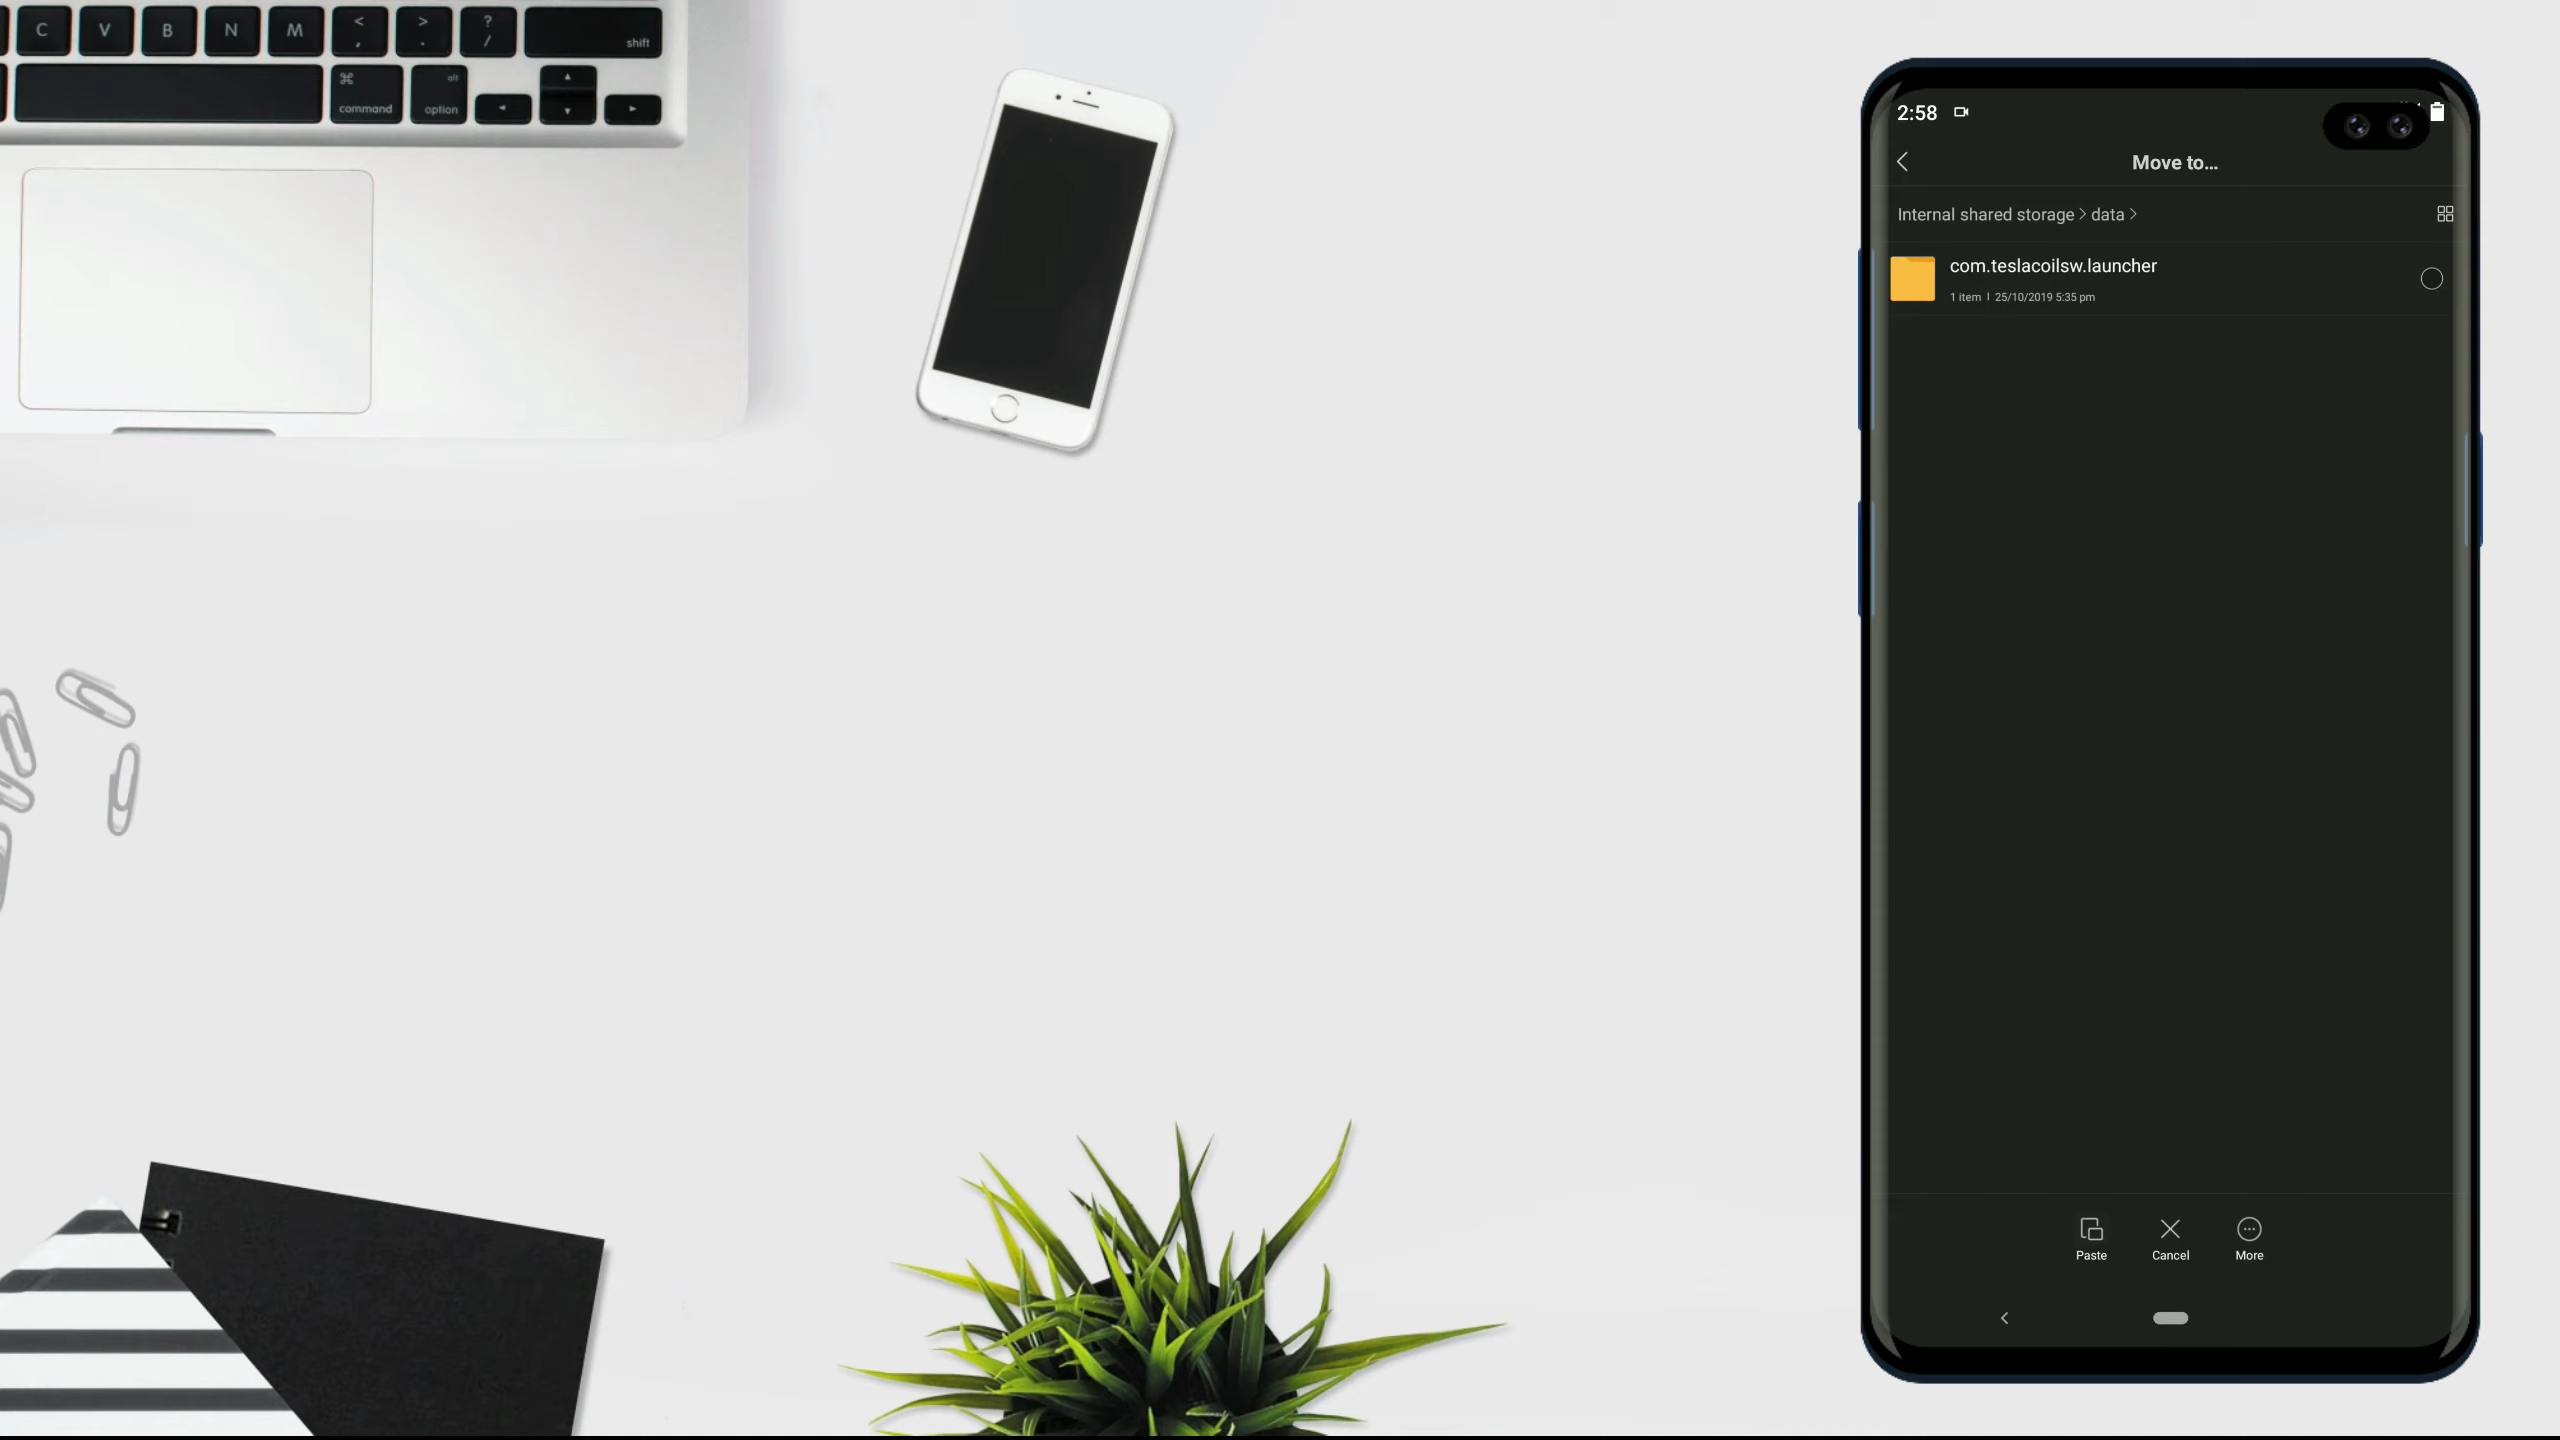 C V B N M < , > . ? / shift
⌘ command alt option
2:58
Move to...
Internal shared storage > data >
com.teslacoilsw.launcher
1 item | 25/10/2019 5:35 pm
Paste Cancel More